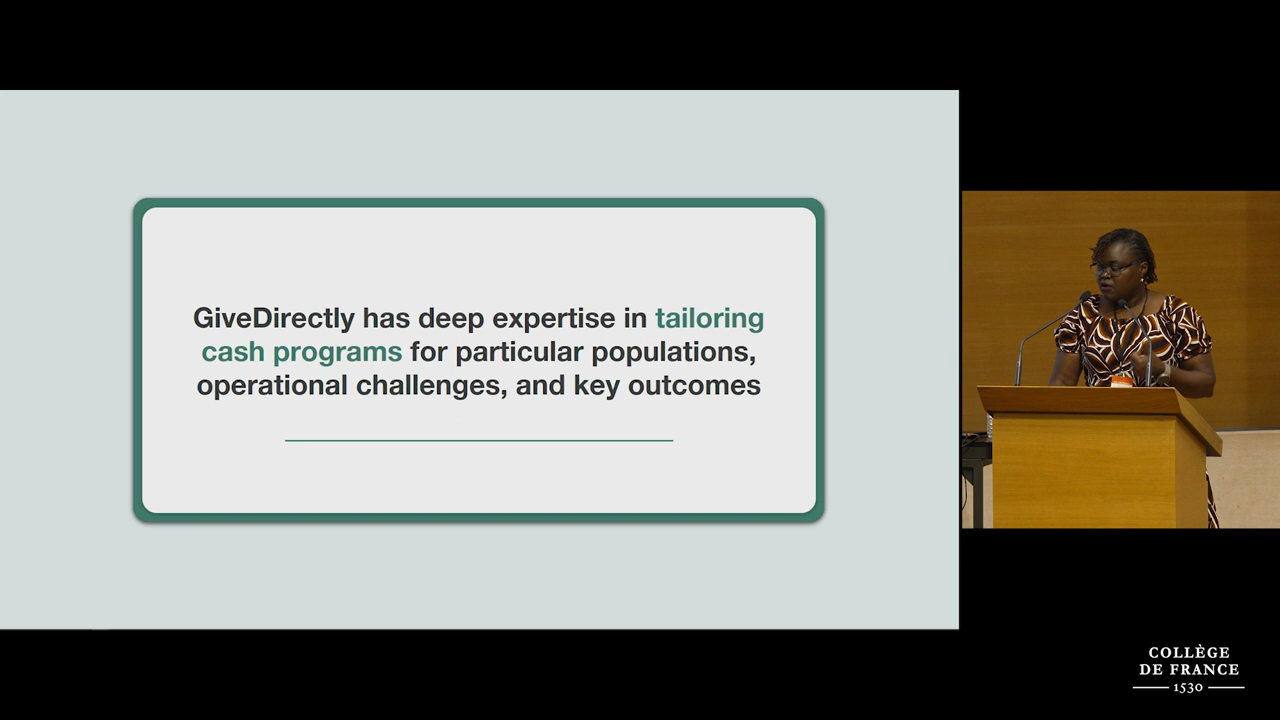 GiveDirectly has deep expertise in tailoring
cash programs for particular populations,
operational challenges, and key outcomes
COLLÈGE
DE FRANCE
1530